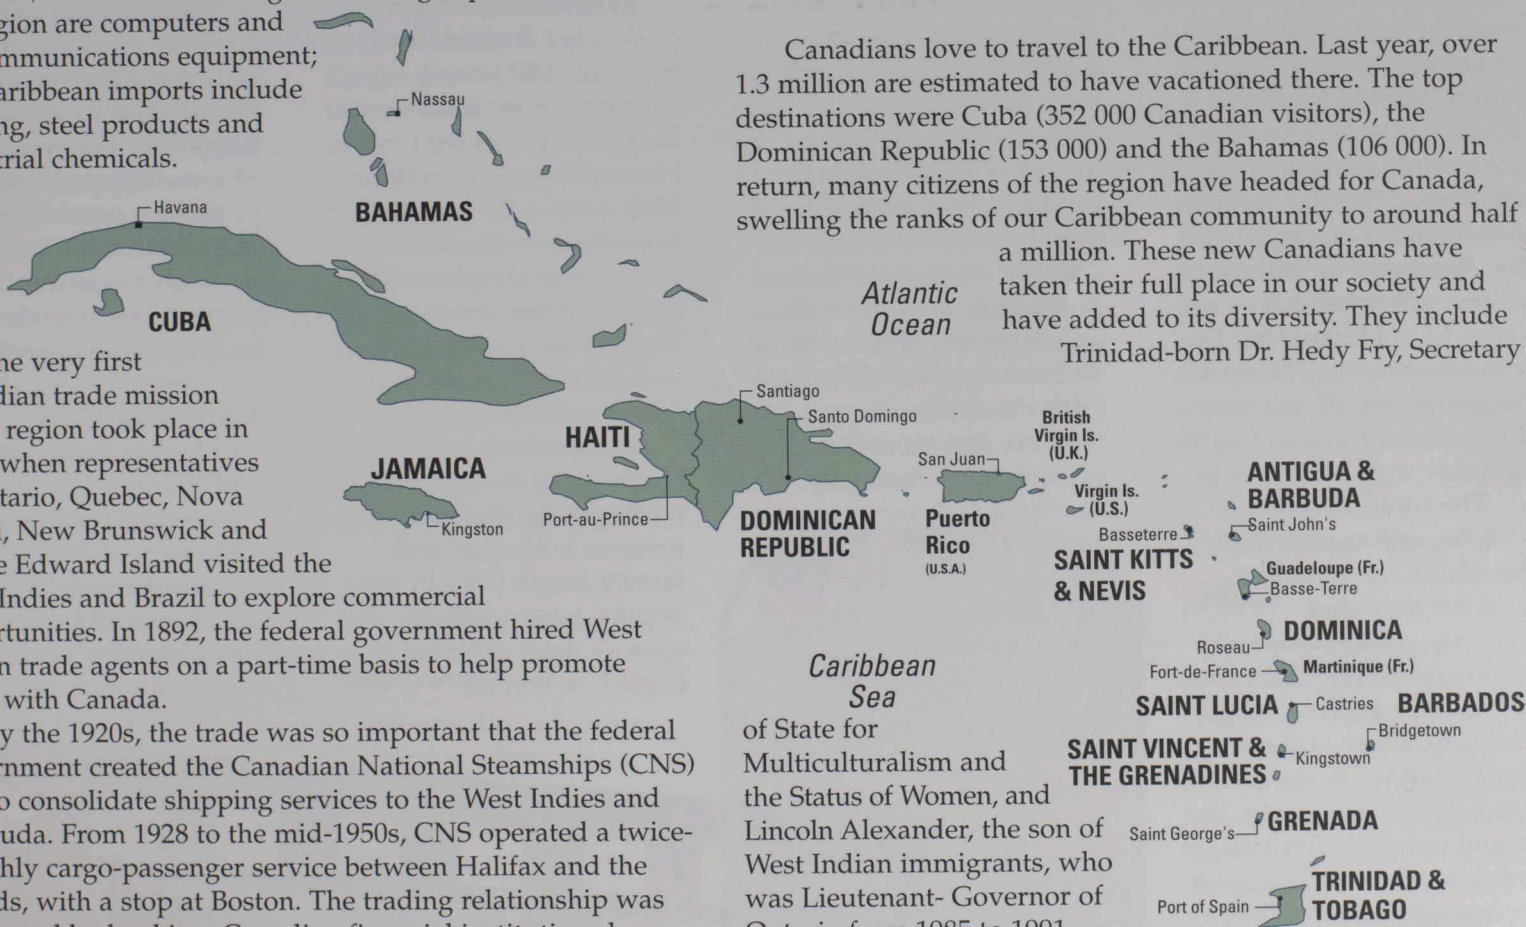 gion are computers and
mmunications equipment;
aribbean imports include
ng, steel products and
trial chemicals.
Nassau
BAHAMAS
Havana
CUBA
ne very first
dian trade mission
region took place in
when representatives
tario, Quebec, Nova
, New Brunswick and
e Edward Island visited the
Indies and Brazil to explore commercial
rtunities. In 1892, the federal government hired West
n trade agents on a part-time basis to help promote
with Canada.
y the 1920s, the trade was so important that the federal
rnment created the Canadian National Steamships (CNS)
o consolidate shipping services to the West Indies and
uda. From 1928 to the mid-1950s, CNS operated a twice-
hly cargo-passenger service between Halifax and the
ds, with a stop at Boston. The trading relationship was
JAMAICA
Kingston
HAITI
Port-au-Prince
Santiago
Santo Domingo
DOMINICAN
REPUBLIC
San Juan
Puerto
Rico
(U.S.A.)
British
Virgin Is.
(U.K.)
Virgin Is.
(U.S.)
Canadians love to travel to the Caribbean. Last year, over
1.3 million are estimated to have vacationed there. The top
destinations were Cuba (352 000 Canadian visitors), the
Dominican Republic (153 000) and the Bahamas (106 000). In
return, many citizens of the region have headed for Canada,
swelling the ranks of our Caribbean community to around half
a million. These new Canadians have
taken their full place in our society and
have added to its diversity. They include
Trinidad-born Dr. Hedy Fry, Secretary
Atlantic
Ocean
Caribbean
Sea
of State for
Multiculturalism and
the Status of Women, and
Lincoln Alexander, the son of
West Indian immigrants, who
was Lieutenant- Governor of
Ontario from 1985 to 1991
ANTIGUA &
BARBUDA
Saint John's
Basseterre
SAINT KITTS
& NEVIS
Guadeloupe (Fr.)
Basse-Terre
DOMINICA
Roseau
Fort-de-France
Martinique (Fr.)
SAINT LUCIA
Castries
BARBADOS
Bridgetown
SAINT VINCENT &
THE GRENADINES
Kingstown
Saint George's
GRENADA
TRINIDAD &
TOBAGO
Port of Spain